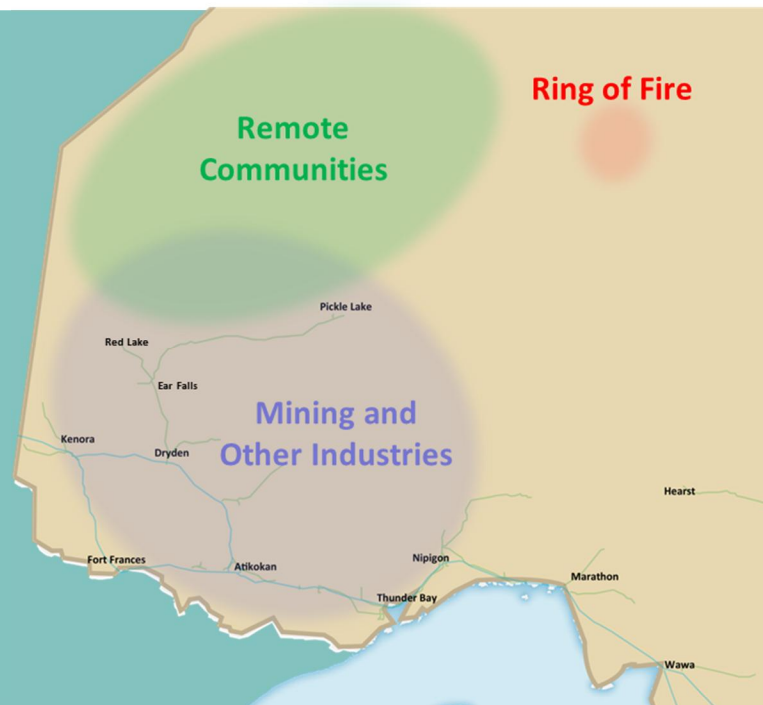 Ring of Fire
Remote
Communities
Pickle Lake
Red Lake
Ear Falls
Mining and
Other Industries
Kenora
Dryden
Hearst
Fort Frances
Atikokan
Nipigon
Marathon
Thunder Bay
Wawa